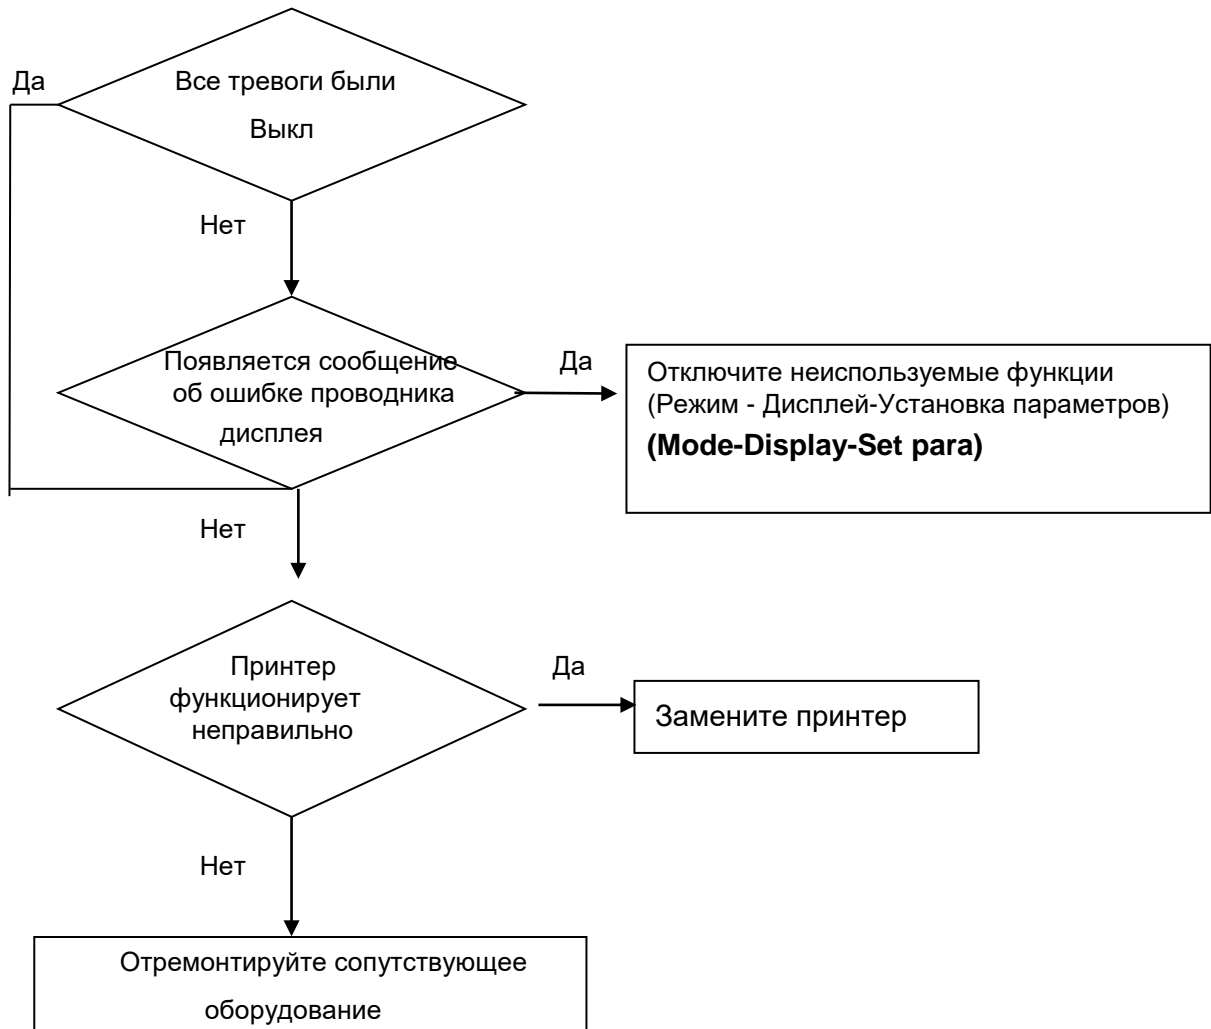 Да
Все тревоги были
Выкл
Нет
Появляется сообщение
об ошибке проводника
дисплея
Да
Отключите неиспользуемые функции
(Режим - Дисплей-Установка параметров)
(Mode-Display-Set para)
Нет
Принтер
функционирует
неправильно
Да
Замените принтер
Нет
Отремонтируйте сопутствующее
оборудование